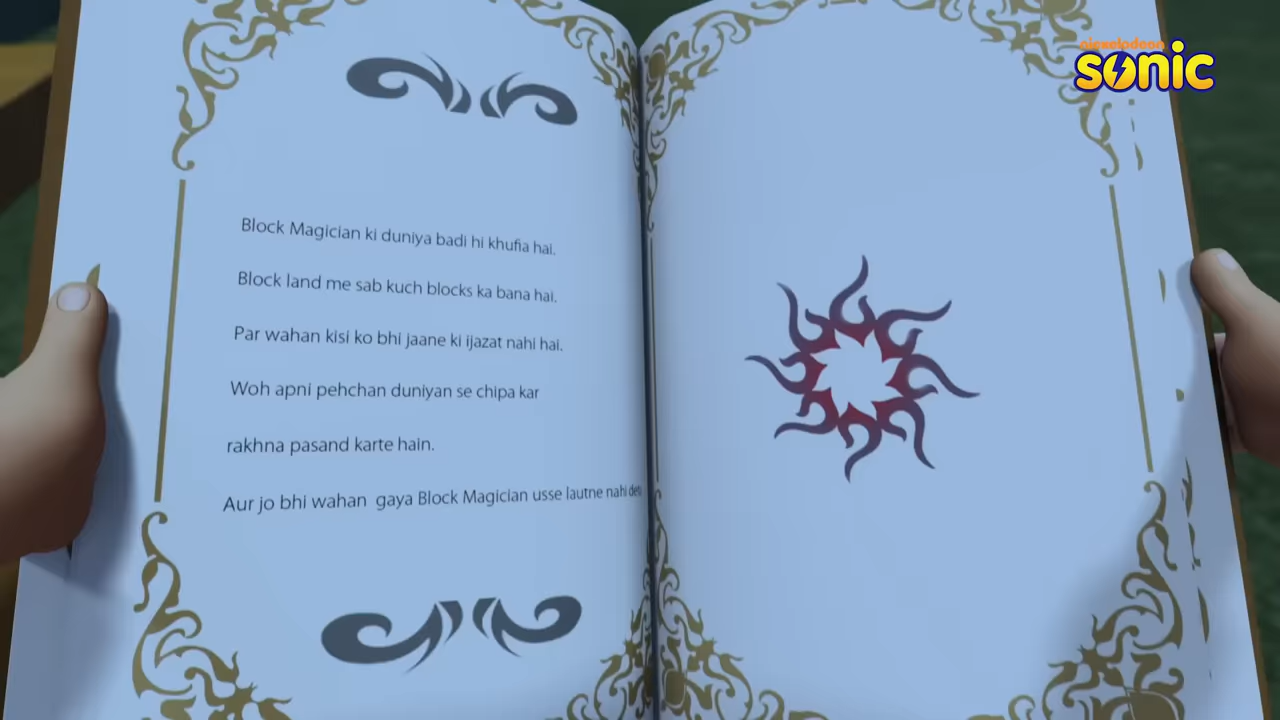 nickelodeon
sonic
Block Magician ki duniya badi hi khufia hai.
Block land me sab kuch blocks ka bana hai.
Par wahan kisi ko bhi jaane ki ijazat nahi hai.
Woh apni pehchan duniyan se chipa kar
rakhna pasand karte hain.
Aur jo bhi wahan gaya Block Magician usse lautne nahi